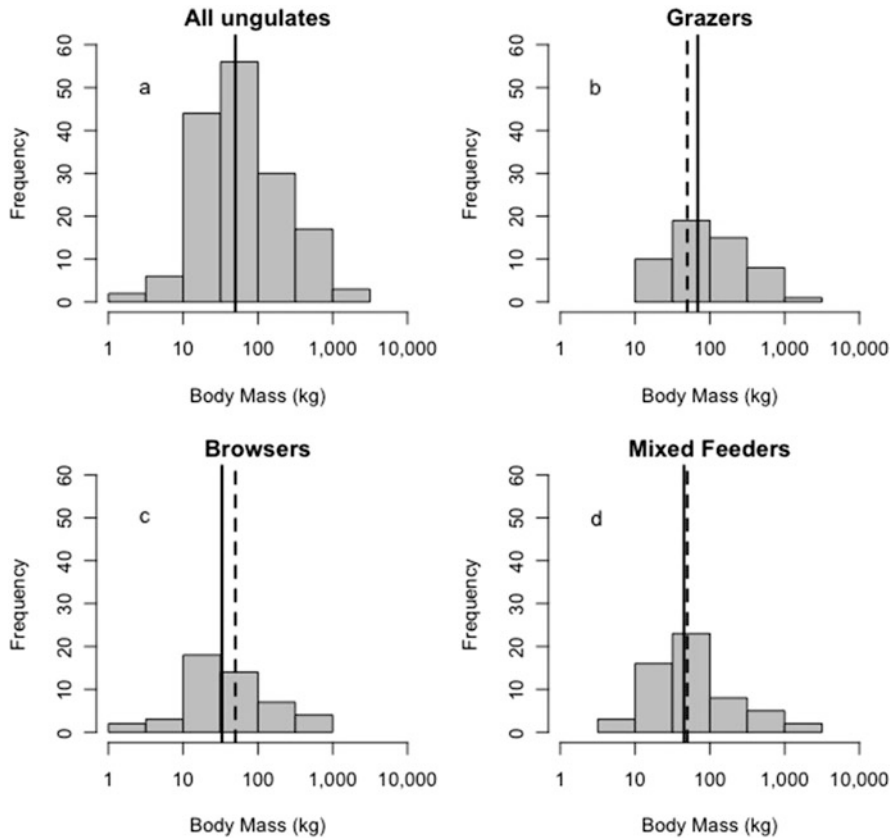 All ungulates
60
50
40
30
20
10
0
Frequency
a
1 10 100 1,000 10,000
Body Mass (kg)
Grazers
60
50
40
30
20
10
0
Frequency
b
1 10 100 1,000 10,000
Body Mass (kg)
Browsers
60
50
40
30
20
10
0
Frequency
c
1 10 100 1,000 10,000
Body Mass (kg)
Mixed Feeders
60
50
40
30
20
10
0
Frequency
d
1 10 100 1,000 10,000
Body Mass (kg)